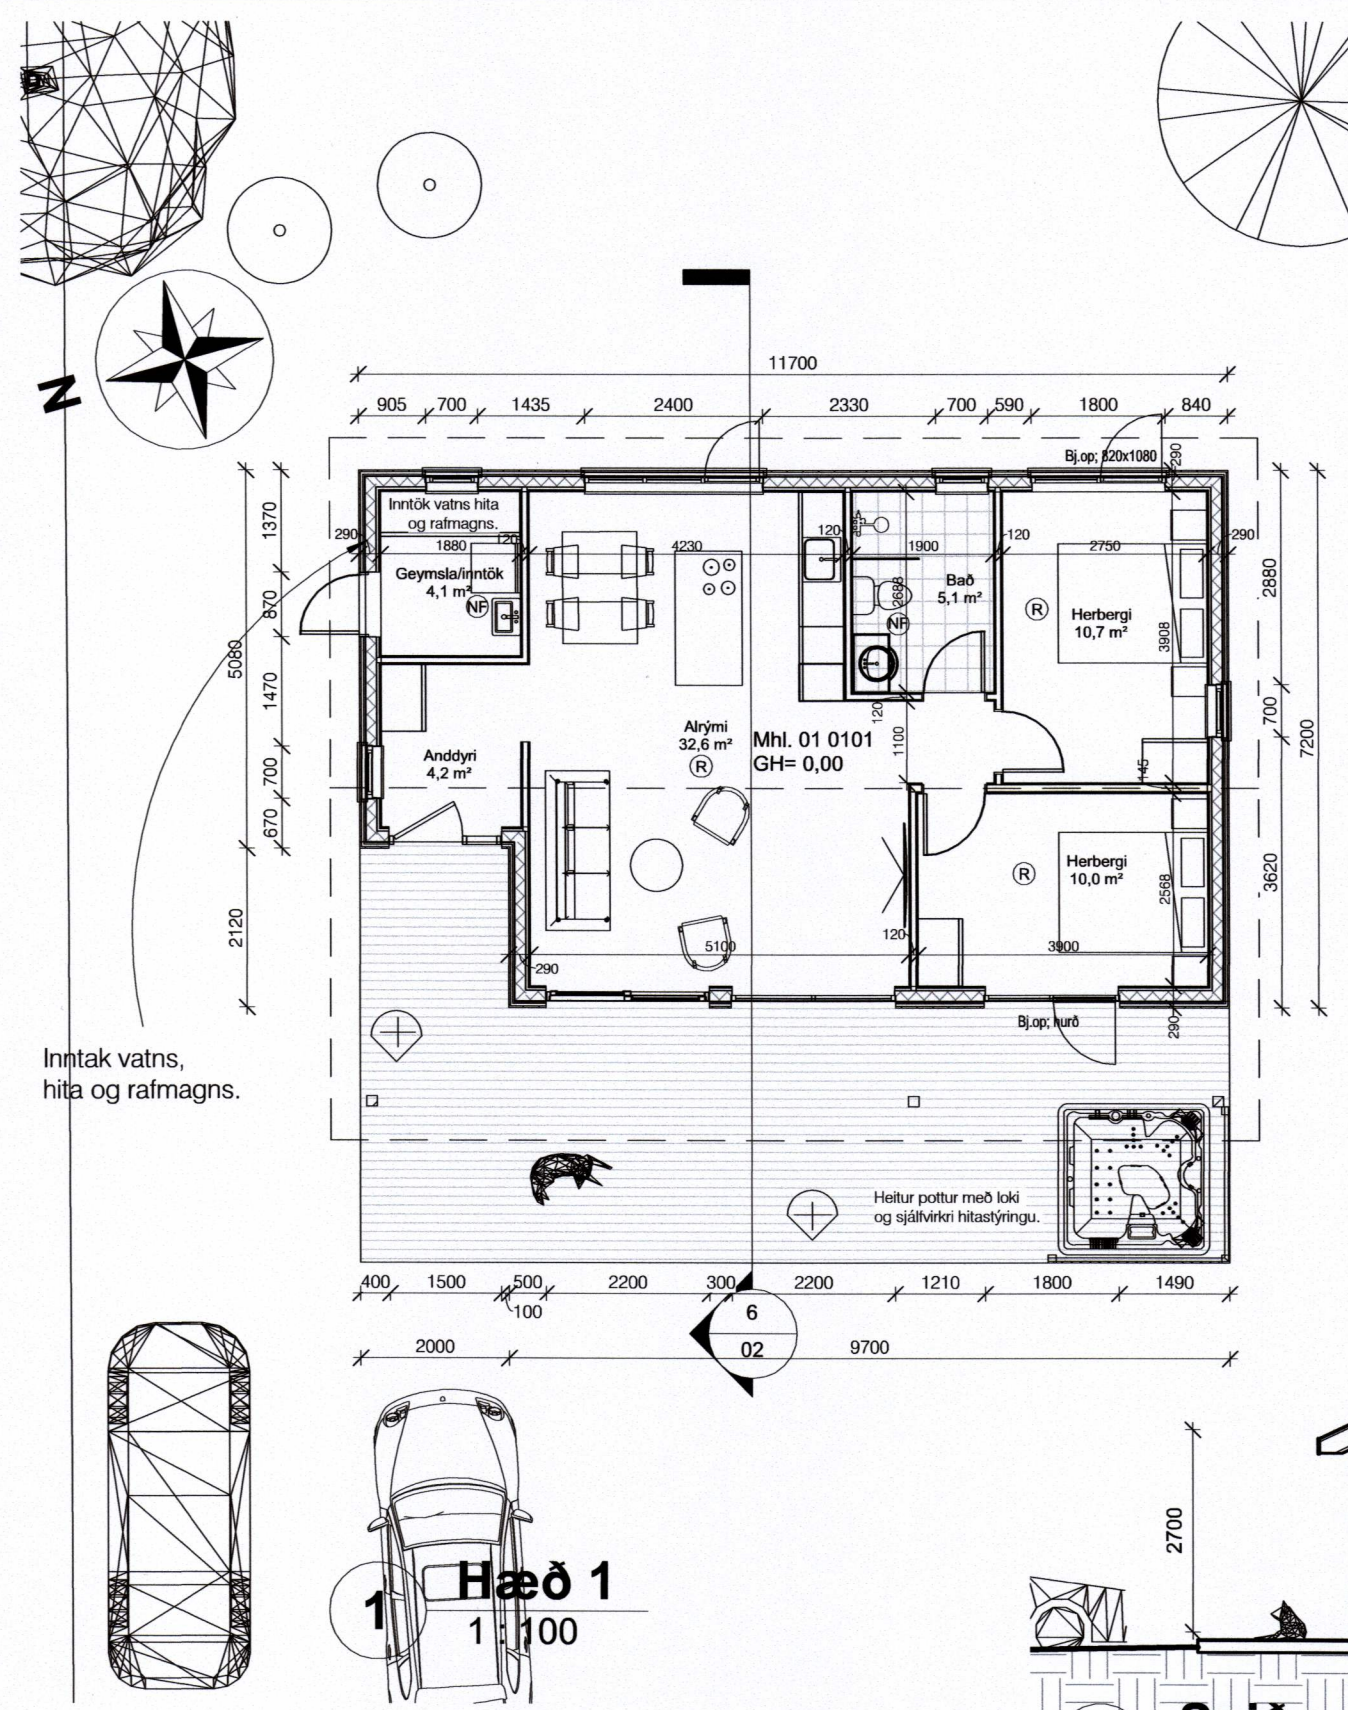 N
11700
905 700 1435 2400 2330 700 590 1800 840
Bj.op; 820x1080
290
Inntök vatns hita
og rafmagns.
290
120
1880
4230
120
1900
120
2750
290
Geymsla/inntök
4,1 m²
NF
Bað
5,1 m²
2688
NF
R
Herbergi
10,7 m²
3908
1370
870
1470
700
670
5080
2120
2880
700
3620
7200
Alrými
32,6 m²
R
Mhl. 01 0101
GH= 0,00
120
1100
145
Anddyri
4,2 m²
Herbergi
10,0 m²
R
2568
120
5100
3900
290
Bj.op; hurð
290
Inntak vatns,
hita og rafmagns.
Heitur pottur með loki
og sjálfvirkri hitastýringu.
400 1500 500 2200 300 2200 1210 1800 1490
100
6
02
2000 9700
2700
1
Hæð 1
1 : 100